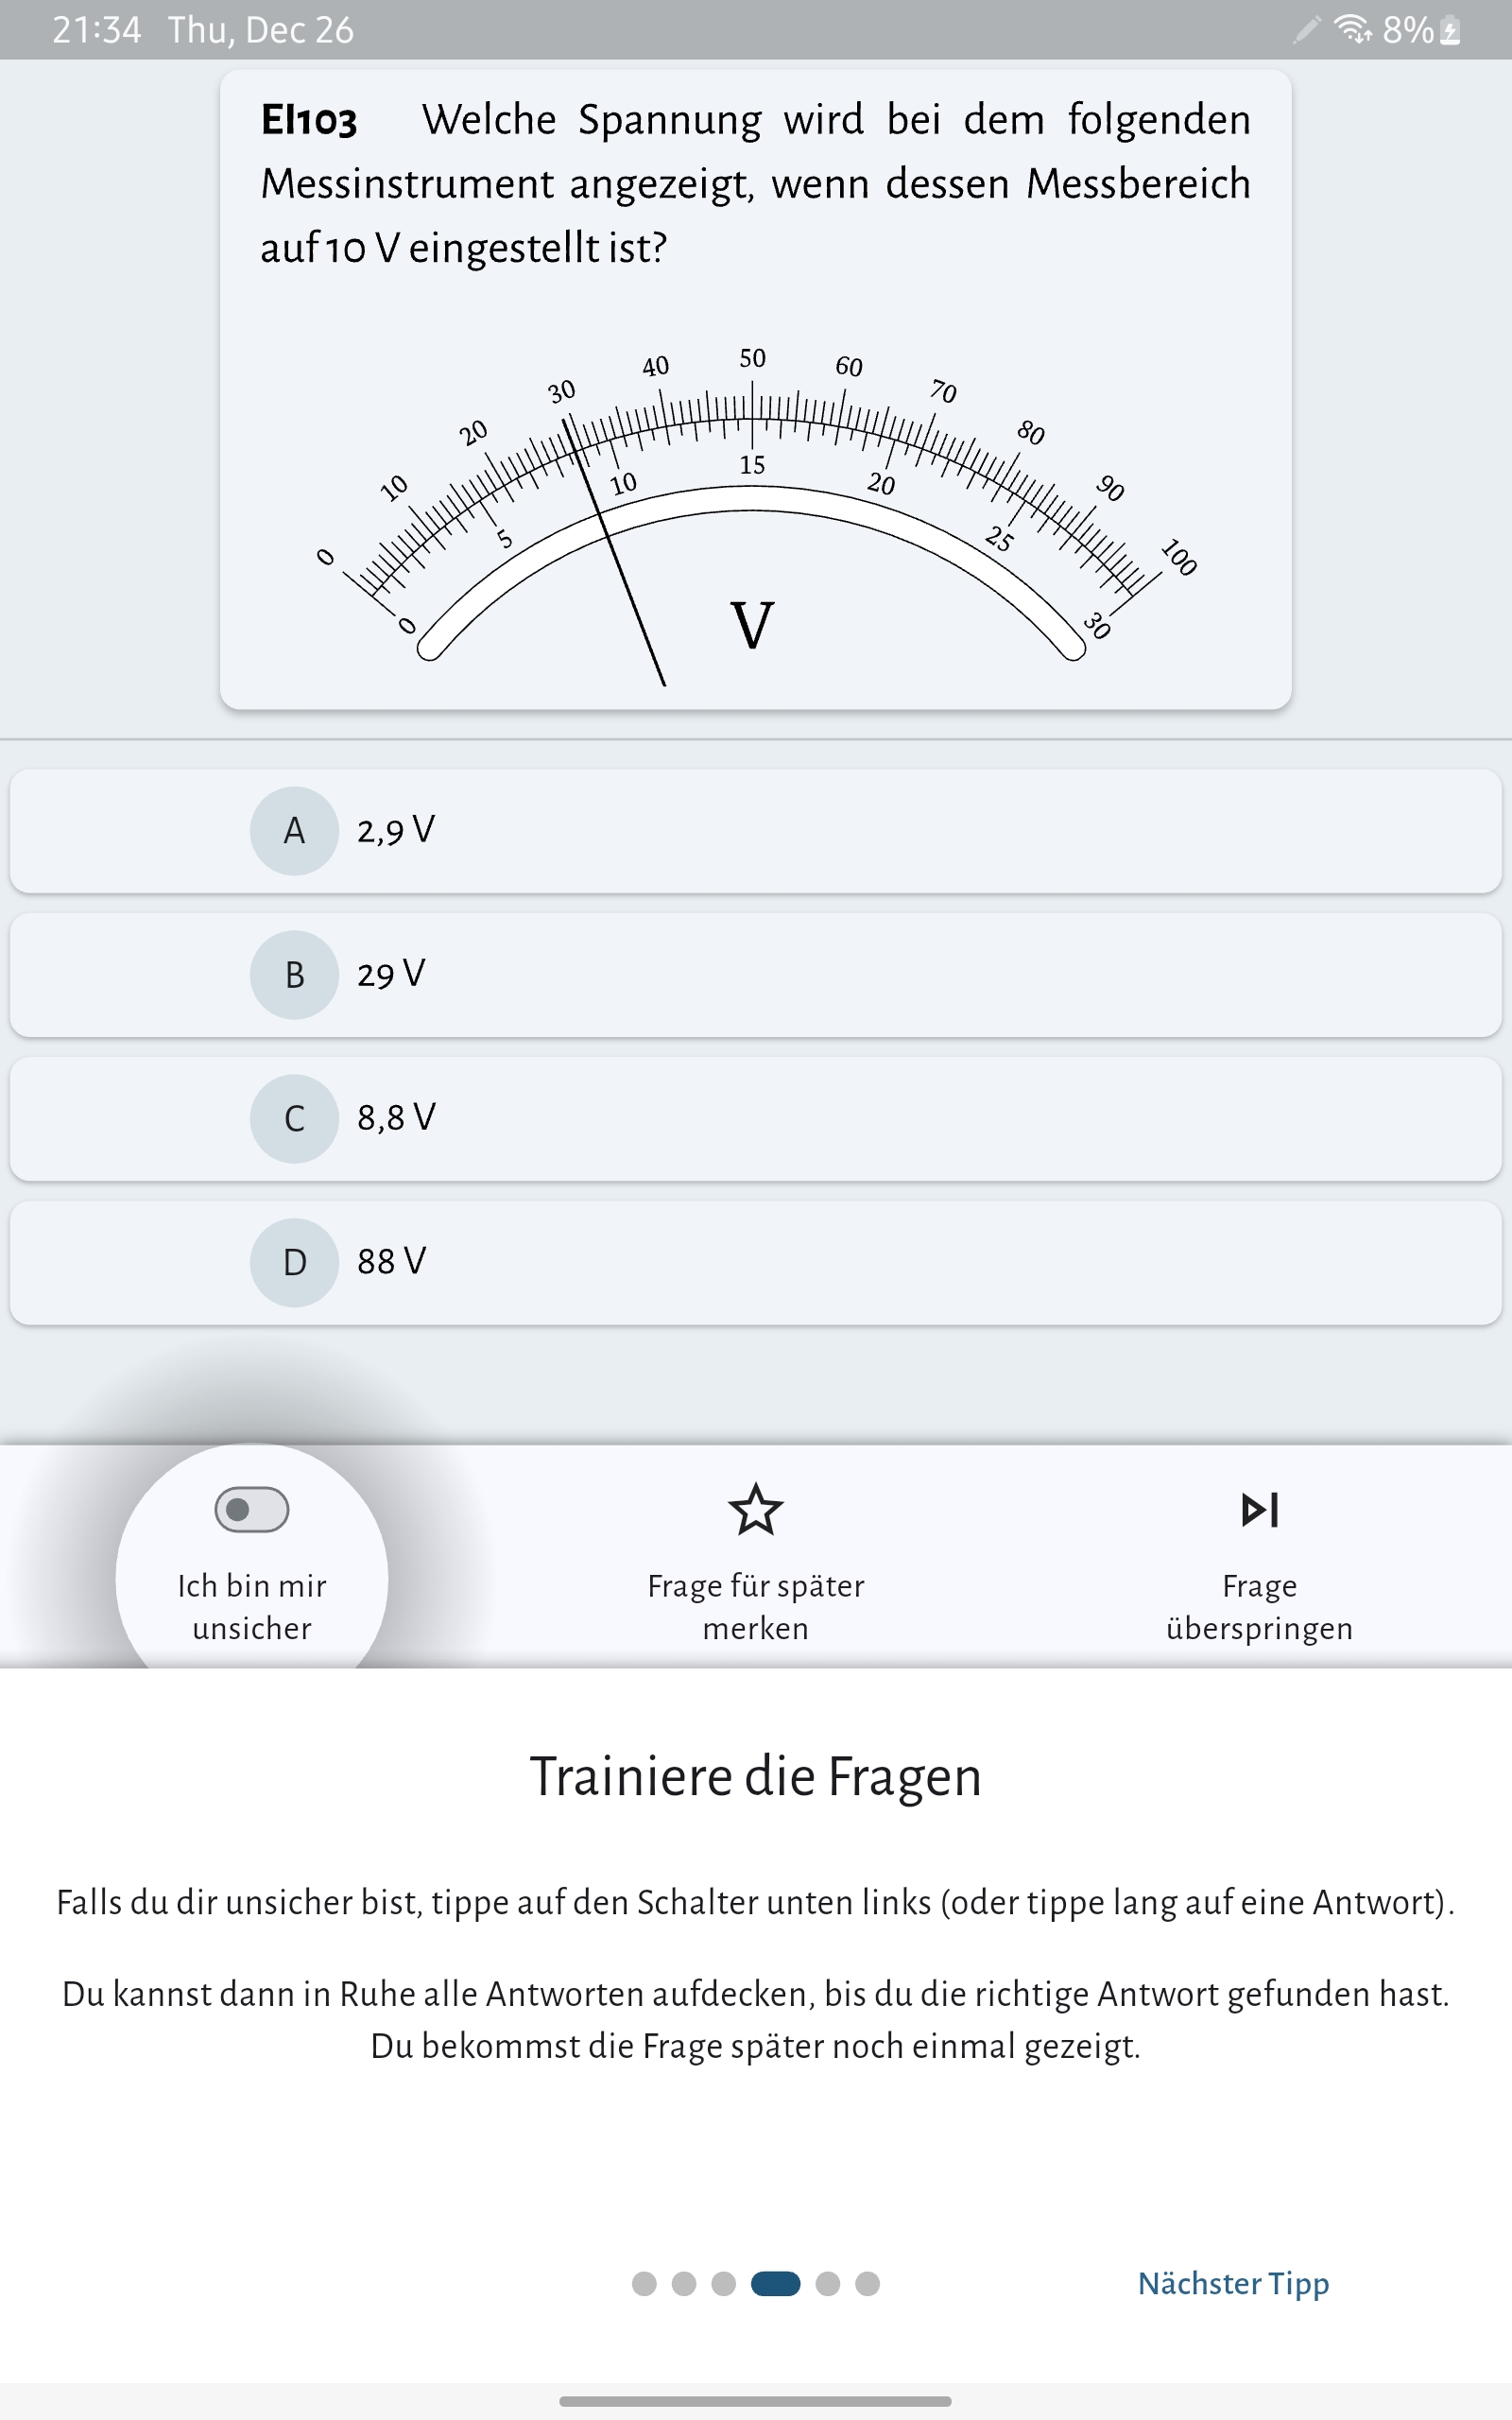 21:34 Thu, Dec 26 8%
EI103 Welche Spannung wird bei dem folgenden
Messinstrument angezeigt, wenn dessen Messbereich
auf 10 V eingestellt ist?
0 10 20 30 40 50 60 70 80 90 100
0 5 10 15 20 25 30
V
A 2,9 V
B 29 V
C 8,8 V
D 88 V
Ich bin mir
unsicher
Frage für später
merken
Frage
überspringen
Trainiere die Fragen
Falls du dir unsicher bist, tippe auf den Schalter unten links (oder tippe lang auf eine Antwort).
Du kannst dann in Ruhe alle Antworten aufdecken, bis du die richtige Antwort gefunden hast.
Du bekommst die Frage später noch einmal gezeigt.
Nächster Tipp